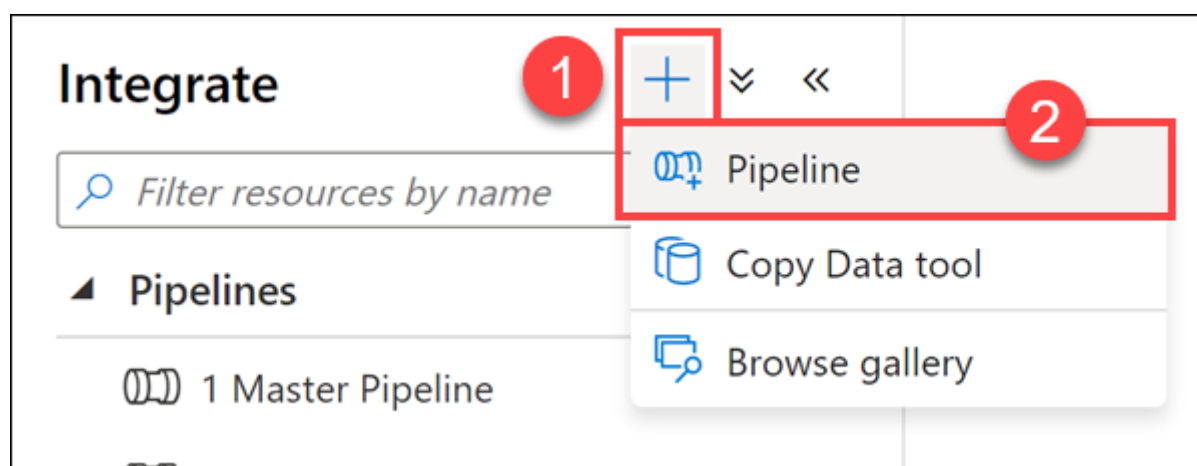 Integrate
1
2
Filter resources by name
Pipeline
Copy Data tool
Pipelines
Browse gallery
1 Master Pipeline